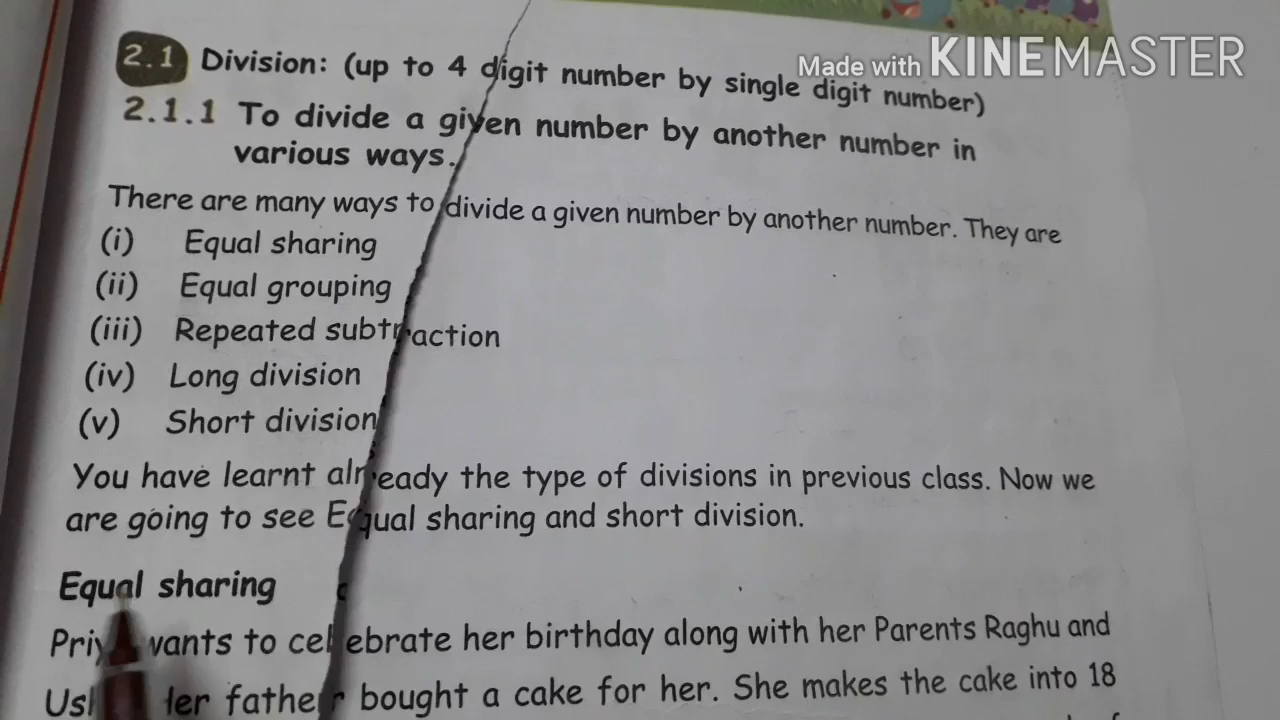 Made with KINEMASTER
2.1 Division: (up to 4 digit number by single digit number)
2.1.1 To divide a given number by another number in
various ways.
There are many ways to divide a given number by another number. They are
(i) Equal sharing
(ii) Equal grouping
(iii) Repeated subtraction
(iv) Long division
(v) Short division
You have learnt already the type of divisions in previous class. Now we
are going to see Equal sharing and short division.
Equal sharing
wants to celebrate her birthday along with her Parents Raghu and
father bought a cake for her. She makes the cake into 18